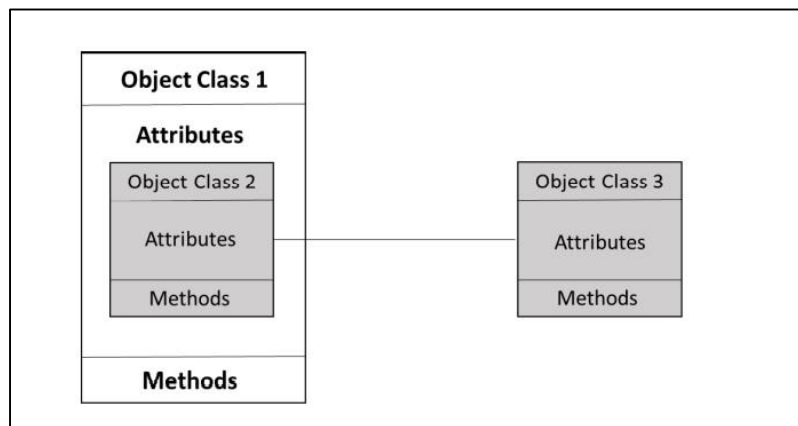 Object Class 1
Attributes
Object Class 2
Attributes
Methods
Methods
Object Class 3
Attributes
Methods